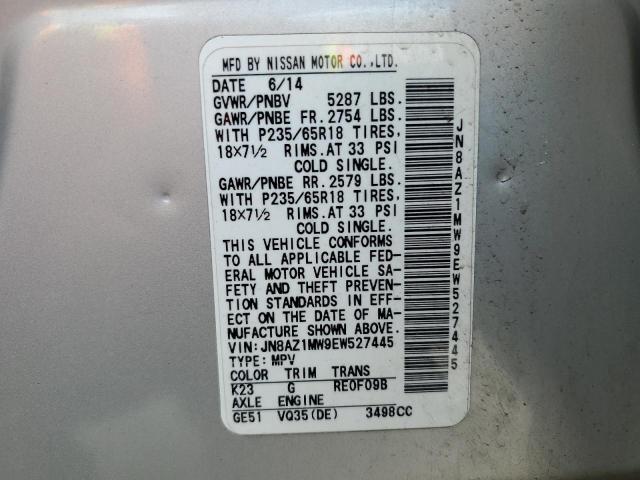 MFD BY NISSAN MOTOR CO.,LTD.
DATE 6/14
GVWR/PNBV 5287 LBS.
GAWR/PNBE FR. 2754 LBS.
WITH P235/65R18 TIRES,
18X7½ RIMS. AT 33 PSI
COLD SINGLE.
GAWR/PNBE RR. 2579 LBS.
WITH P235/65R18 TIRES,
18X7½ RIMS. AT 33 PSI
COLD SINGLE.
THIS VEHICLE CONFORMS
TO ALL APPLICABLE FED-
ERAL MOTOR VEHICLE SA-
FETY AND THEFT PREVEN-
TION STANDARDS IN EFF-
ECT ON THE DATE OF MA-
NUFACTURE SHOWN ABOVE.
VIN: JN8AZ1MW9EW527445
TYPE: MPV
COLOR TRIM TRANS
K23 G RE0F09B
AXLE ENGINE
GE51 VQ35(DE) 3498CC
JN8AZ1MW9EW527445